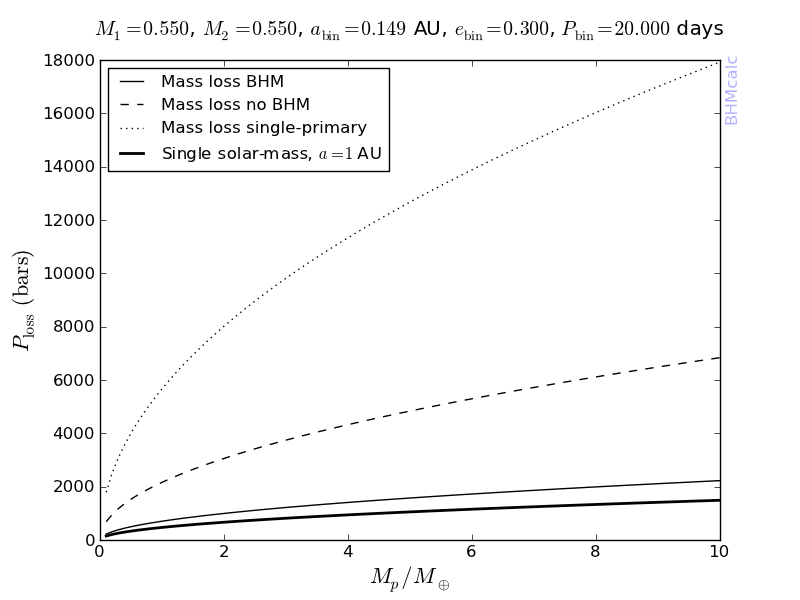 M1 =0.550, M2 =0.550, abin =0.149 AU, ebin =0.300, Pbin =20.000 days
18000
16000
14000
12000
10000
8000
6000
4000
2000
0
Mass loss BHM
Mass loss no BHM
Mass loss single-primary
Single solar-mass, a =1 AU
BHMcalc
Ploss (bars)
0 2 4 6 8 10
Mp/M⊕